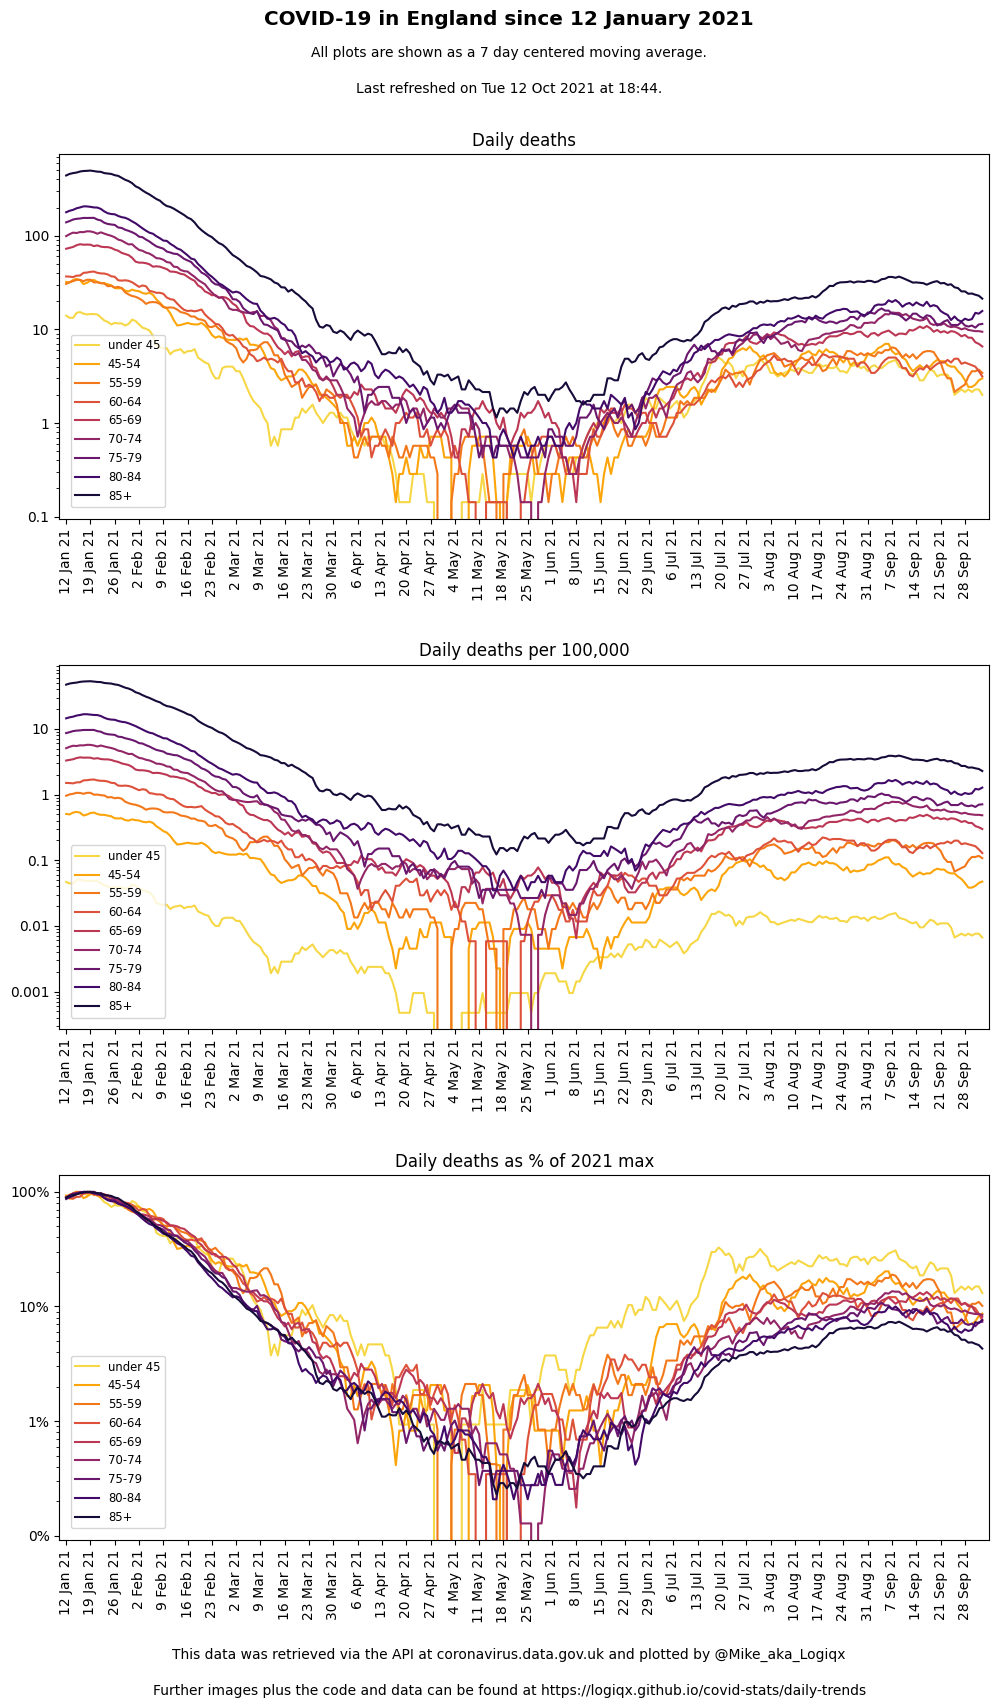 COVID-19 in England since 12 January 2021
All plots are shown as a 7 day centered moving average.
Last refreshed on Tue 12 Oct 2021 at 18:44.
Daily deaths
100
10
1
0.1
under 45
45-54
55-59
60-64
65-69
70-74
75-79
80-84
85+
12 Jan 21
19 Jan 21
26 Jan 21
2 Feb 21
9 Feb 21
16 Feb 21
23 Feb 21
2 Mar 21
9 Mar 21
16 Mar 21
23 Mar 21
30 Mar 21
6 Apr 21
13 Apr 21
20 Apr 21
27 Apr 21
4 May 21
11 May 21
18 May 21
25 May 21
1 Jun 21
8 Jun 21
15 Jun 21
22 Jun 21
29 Jun 21
6 Jul 21
13 Jul 21
20 Jul 21
27 Jul 21
3 Aug 21
10 Aug 21
17 Aug 21
24 Aug 21
31 Aug 21
7 Sep 21
14 Sep 21
21 Sep 21
28 Sep 21
Daily deaths per 100,000
10
1
0.1
0.01
0.001
under 45
45-54
55-59
60-64
65-69
70-74
75-79
80-84
85+
12 Jan 21
19 Jan 21
26 Jan 21
2 Feb 21
9 Feb 21
16 Feb 21
23 Feb 21
2 Mar 21
9 Mar 21
16 Mar 21
23 Mar 21
30 Mar 21
6 Apr 21
13 Apr 21
20 Apr 21
27 Apr 21
4 May 21
11 May 21
18 May 21
25 May 21
1 Jun 21
8 Jun 21
15 Jun 21
22 Jun 21
29 Jun 21
6 Jul 21
13 Jul 21
20 Jul 21
27 Jul 21
3 Aug 21
10 Aug 21
17 Aug 21
24 Aug 21
31 Aug 21
7 Sep 21
14 Sep 21
21 Sep 21
28 Sep 21
Daily deaths as % of 2021 max
100%
10%
1%
0%
under 45
45-54
55-59
60-64
65-69
70-74
75-79
80-84
85+
12 Jan 21
19 Jan 21
26 Jan 21
2 Feb 21
9 Feb 21
16 Feb 21
23 Feb 21
2 Mar 21
9 Mar 21
16 Mar 21
23 Mar 21
30 Mar 21
6 Apr 21
13 Apr 21
20 Apr 21
27 Apr 21
4 May 21
11 May 21
18 May 21
25 May 21
1 Jun 21
8 Jun 21
15 Jun 21
22 Jun 21
29 Jun 21
6 Jul 21
13 Jul 21
20 Jul 21
27 Jul 21
3 Aug 21
10 Aug 21
17 Aug 21
24 Aug 21
31 Aug 21
7 Sep 21
14 Sep 21
21 Sep 21
28 Sep 21
This data was retrieved via the API at coronavirus.data.gov.uk and plotted by @Mike_aka_Logiqx
Further images plus the code and data can be found at https://logiqx.github.io/covid-stats/daily-trends